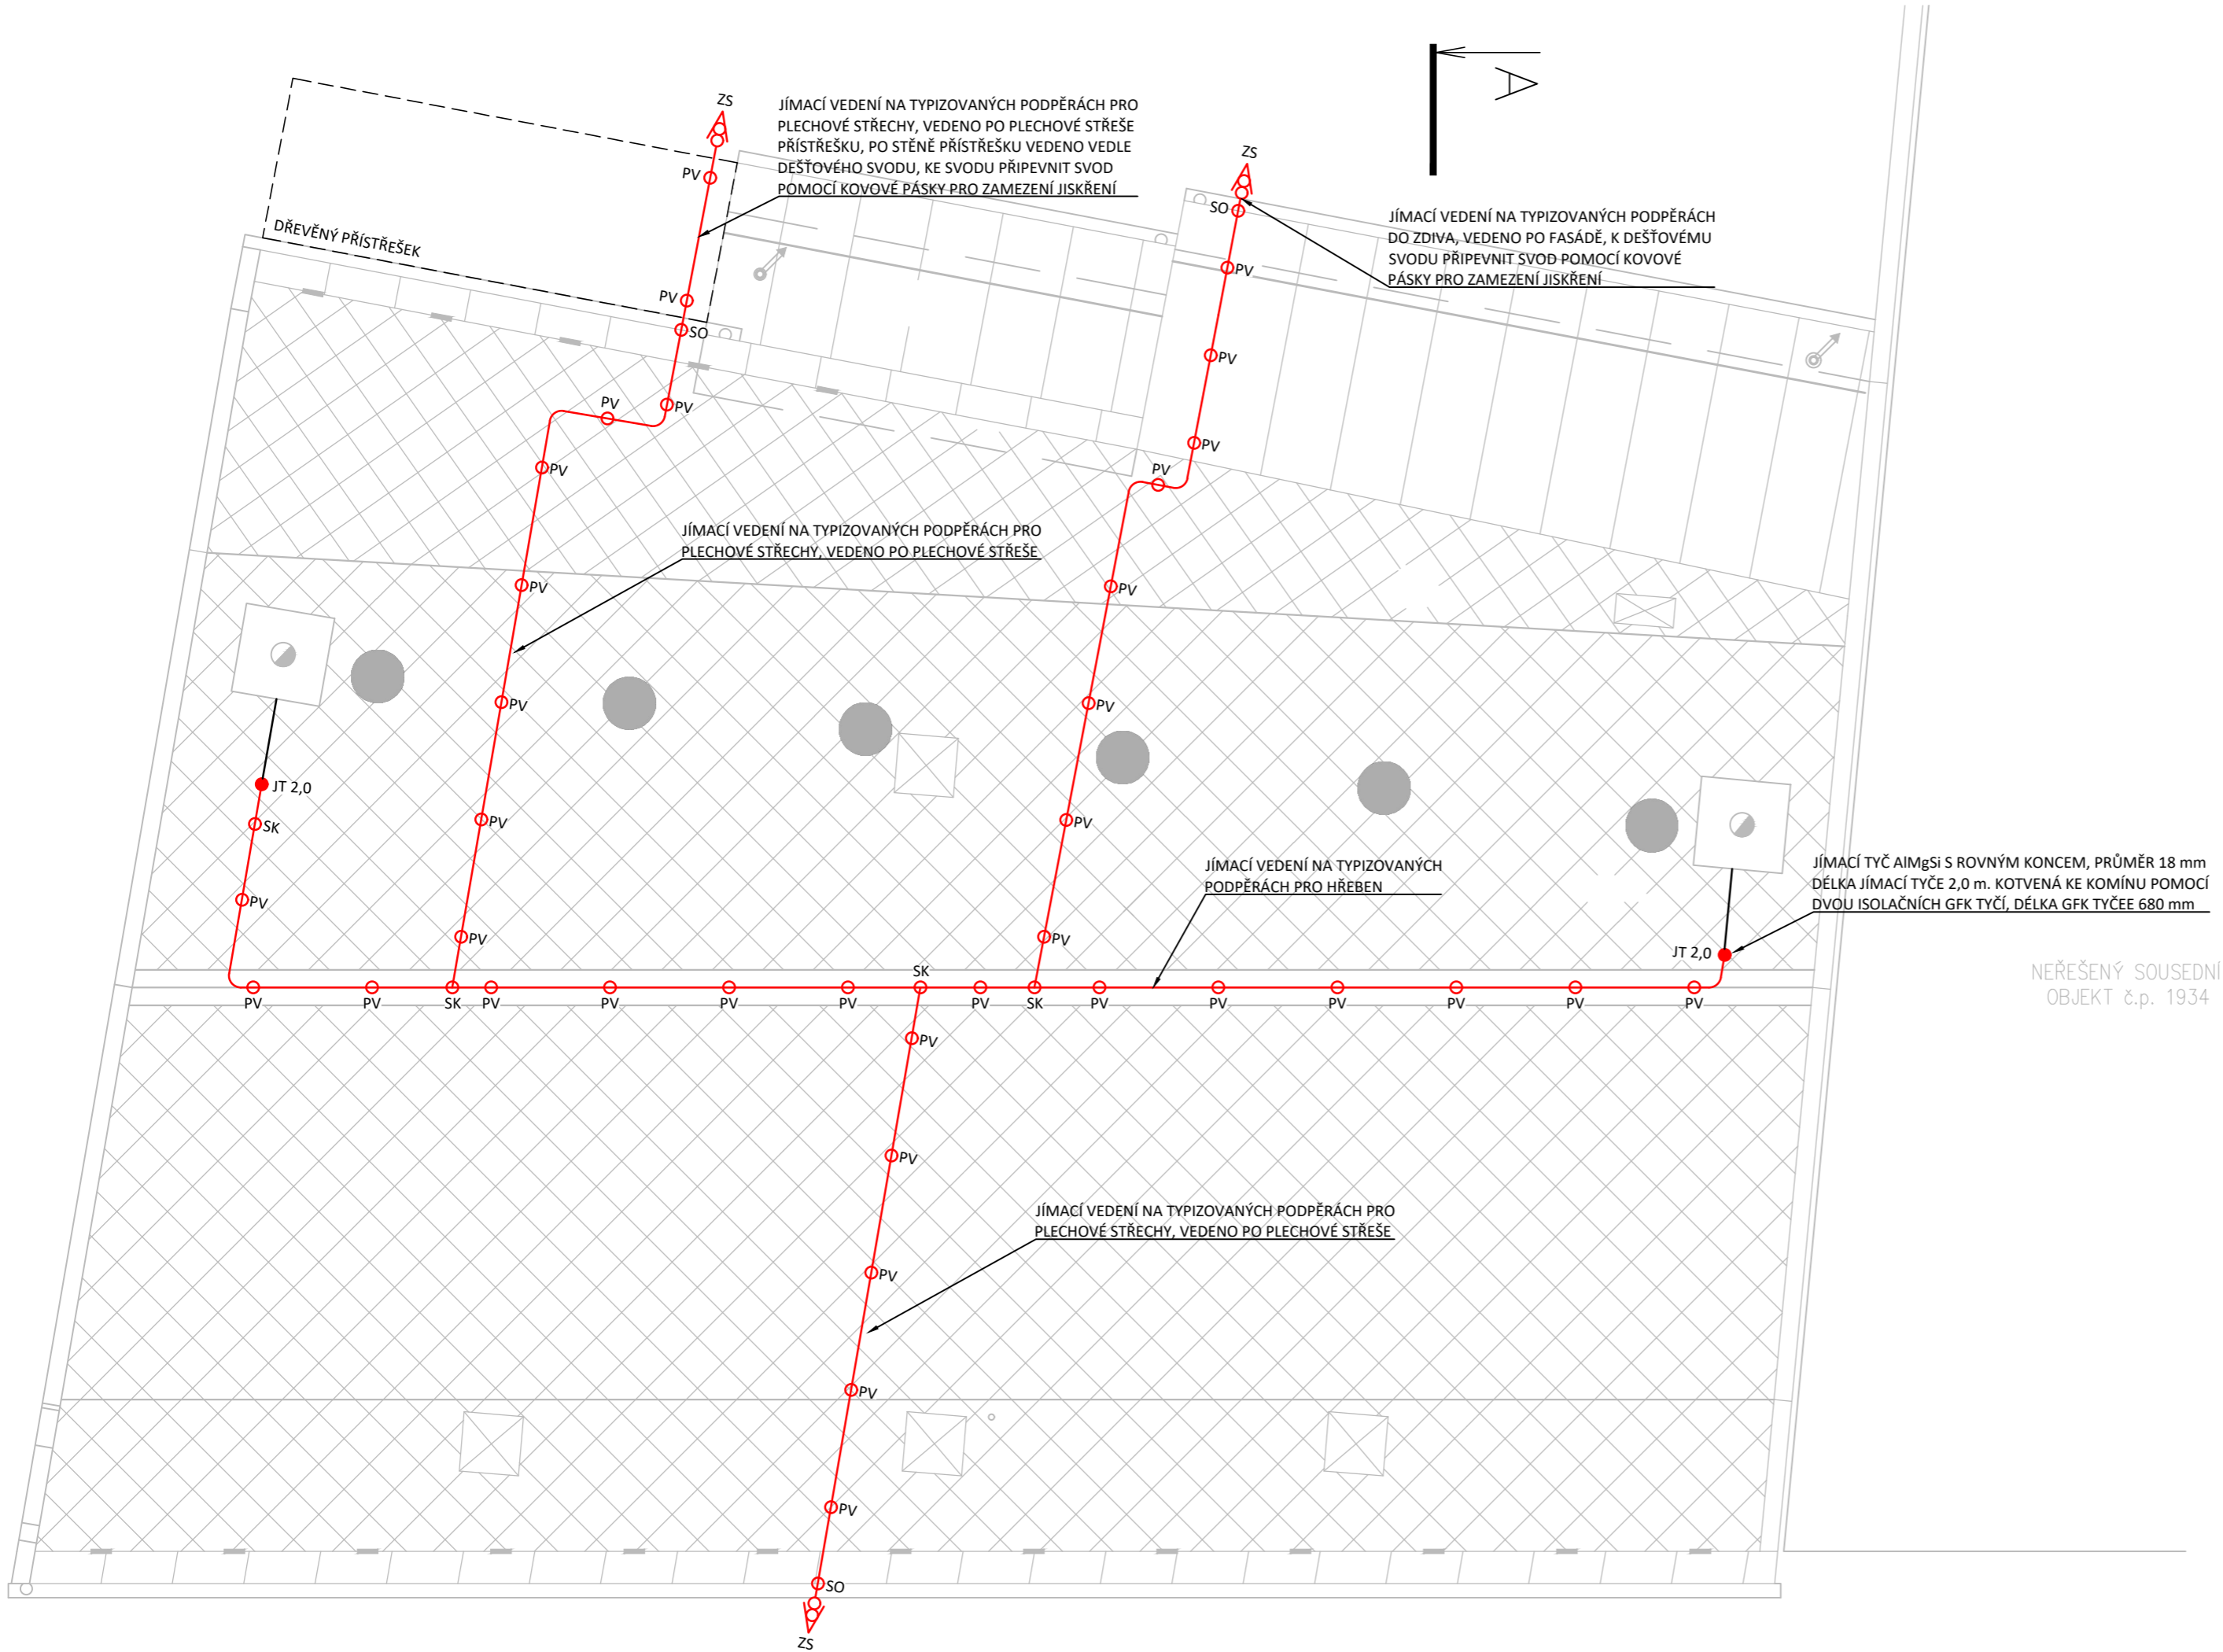 ZS
JÍMACÍ VEDENÍ NA TYPIZOVANÝCH PODPĚRÁCH PRO
PLECHOVÉ STŘECHY, VEDENO PO PLECHOVÉ STŘEŠE
PŘÍSTŘEŠKU, PO STĚNĚ PŘÍSTŘEŠKU VEDENO VEDLE
DEŠŤOVÉHO SVODU, KE SVODU PŘIPEVNIT SVOD
POMOCÍ KOVOVÉ PÁSKY PRO ZAMEZENÍ JISKŘENÍ
A
ZS
PV
SO
JÍMACÍ VEDENÍ NA TYPIZOVANÝCH PODPĚRÁCH
DO ZDIVA, VEDENO PO FASÁDĚ, K DEŠŤOVÉMU
SVODU PŘIPEVNIT SVOD POMOCÍ KOVOVÉ
PÁSKY PRO ZAMEZENÍ JISKŘENÍ
DŘEVĚNÝ PŘÍSTŘEŠEK
PV
PV
SO
PV
PV
PV
PV
PV
PV
PV
JÍMACÍ VEDENÍ NA TYPIZOVANÝCH PODPĚRÁCH PRO
PLECHOVÉ STŘECHY, VEDENO PO PLECHOVÉ STŘEŠE
PV
PV
PV
PV
JT 2,0
SK
PV
PV
JÍMACÍ VEDENÍ NA TYPIZOVANÝCH
PODPĚRÁCH PRO HŘEBEN
JÍMACÍ TYČ AlMgSi S ROVNÝM KONCEM, PRŮMĚR 18 mm
DÉLKA JÍMACÍ TYČE 2,0 m. KOTVENÁ KE KOMÍNU POMOCÍ
DVOU ISOLAČNÍCH GFK TYČÍ, DÉLKA GFK TYČEE 680 mm
PV
PV
PV
JT 2,0
NEŘEŠENÝ SOUSEDNÍ
OBJEKT č.p. 1934
SK
PV
PV
SK
PV
PV
PV
PV
PV
SK
PV
PV
PV
PV
PV
PV
PV
PV
JÍMACÍ VEDENÍ NA TYPIZOVANÝCH PODPĚRÁCH PRO
PLECHOVÉ STŘECHY, VEDENO PO PLECHOVÉ STŘEŠE
PV
PV
PV
SO
ZS